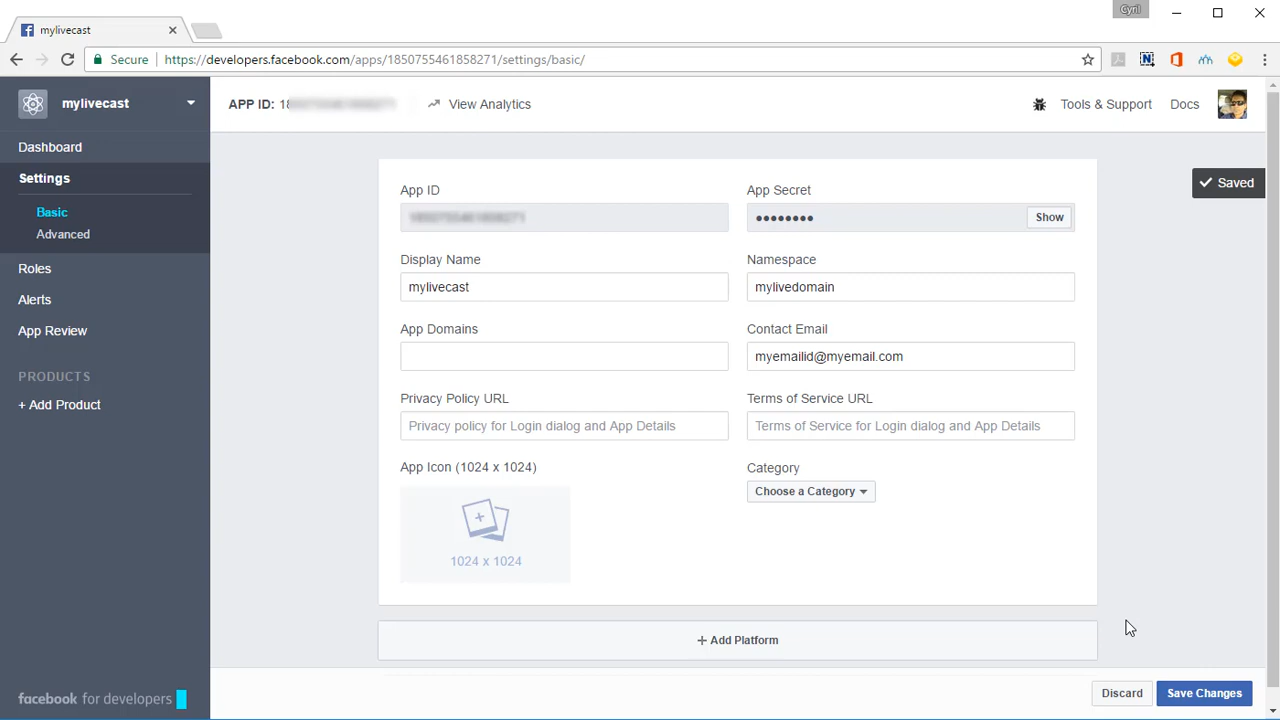 Cyril
mylivecast
Secure https://developers.facebook.com/apps/1850755461858271/settings/basic/
mylivecast
APP ID: 18
View Analytics
Tools & Support
Docs
Dashboard
Settings
Basic
Advanced
Roles
Alerts
App Review
PRODUCTS
+ Add Product
Saved
App ID
App Secret
••••••••
Show
Display Name
Namespace
mylivecast
mylivedomain
App Domains
Contact Email
myemailid@myemail.com
Privacy Policy URL
Terms of Service URL
Privacy policy for Login dialog and App Details
Terms of Service for Login dialog and App Details
App Icon (1024 x 1024)
Category
Choose a Category
1024 x 1024
+ Add Platform
facebook for developers
Discard
Save Changes